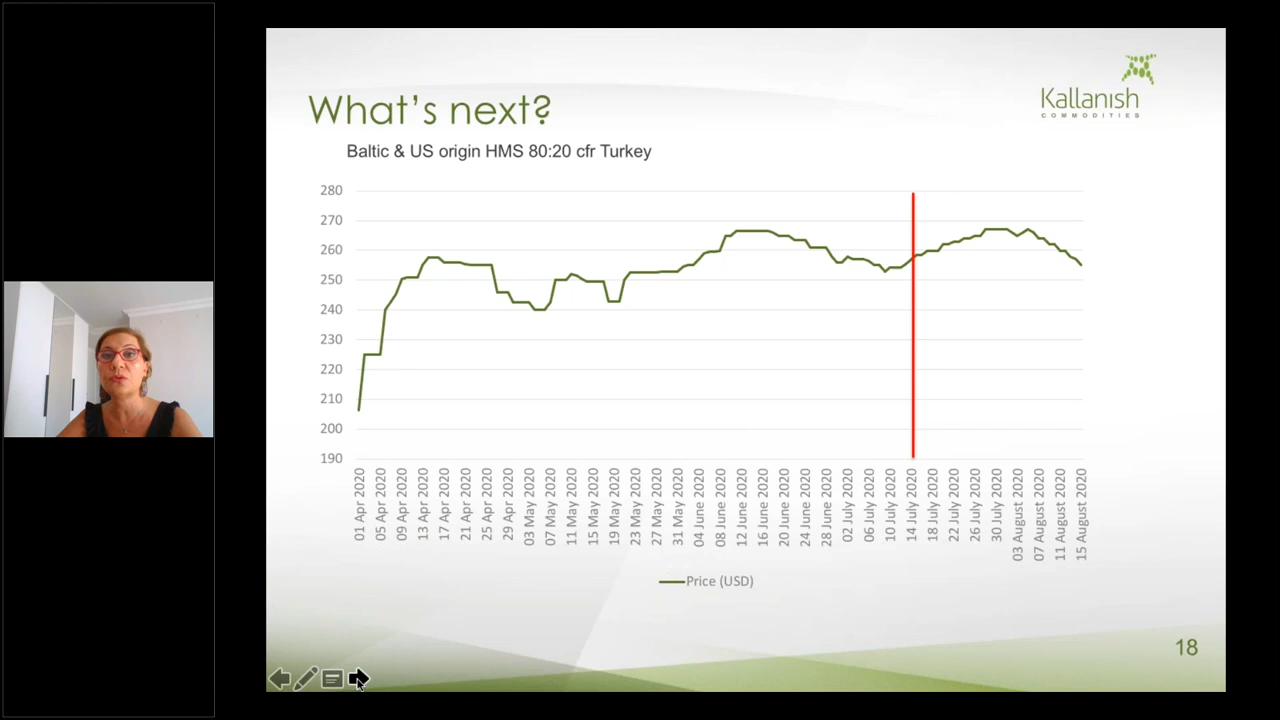 What's next?
Kallanish
COMMODITIES
Baltic & US origin HMS 80:20 cfr Turkey
280
270
260
250
240
230
220
210
200
190
01 Apr 2020
05 Apr 2020
09 Apr 2020
13 Apr 2020
17 Apr 2020
21 Apr 2020
25 Apr 2020
29 Apr 2020
03 May 2020
07 May 2020
11 May 2020
15 May 2020
19 May 2020
23 May 2020
27 May 2020
31 May 2020
04 June 2020
08 June 2020
12 June 2020
16 June 2020
20 June 2020
24 June 2020
28 June 2020
02 July 2020
06 July 2020
10 July 2020
14 July 2020
18 July 2020
22 July 2020
26 July 2020
30 July 2020
03 August 2020
07 August 2020
11 August 2020
15 August 2020
Price (USD)
18